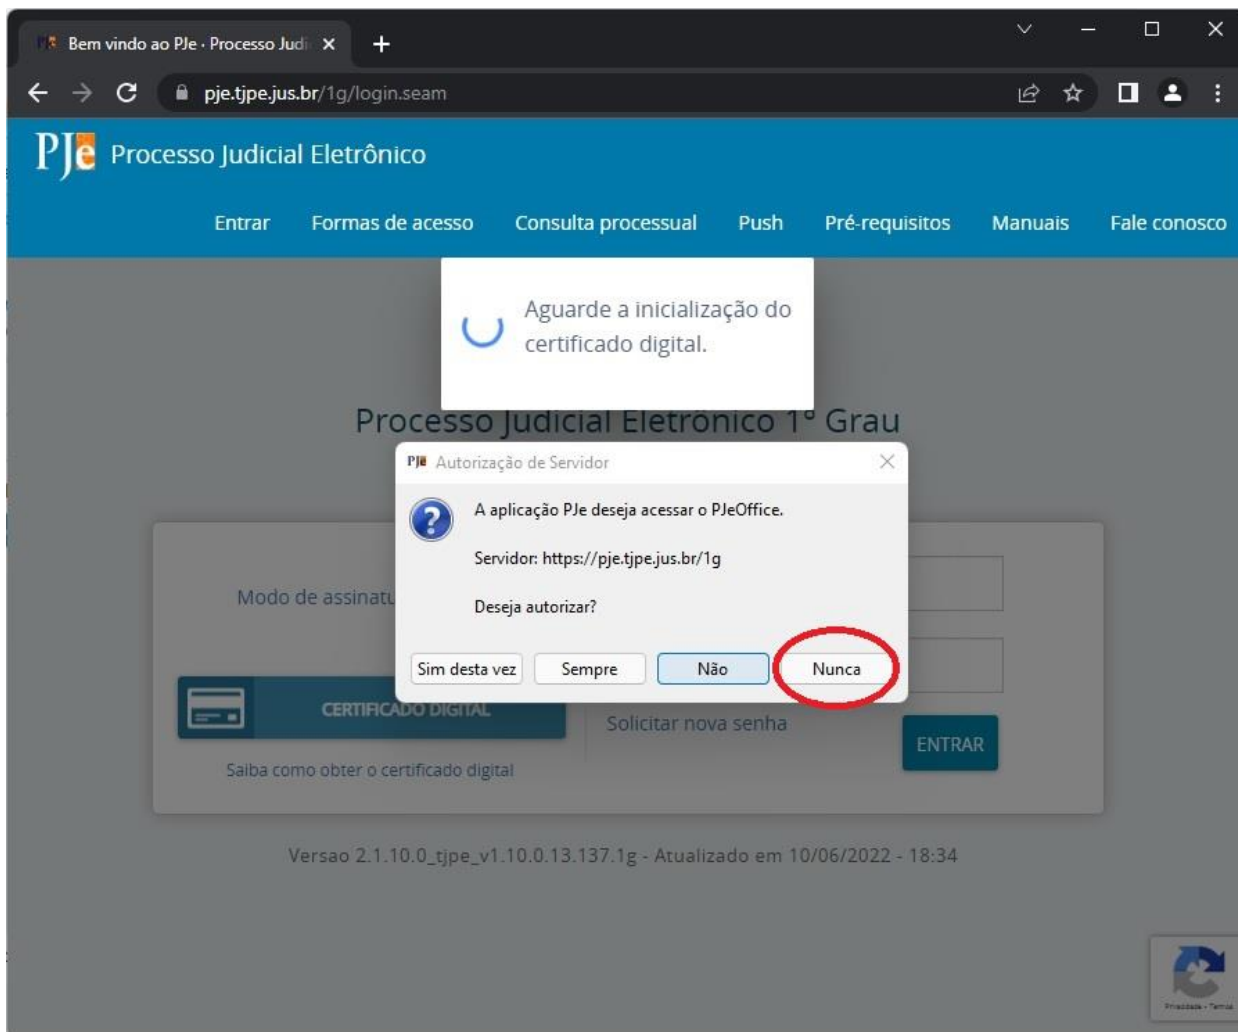 Bem vindo ao PJe · Processo Judi
pje.tjpe.jus.br/1g/login.seam
PJe Processo Judicial Eletrônico
Entrar Formas de acesso Consulta processual Push Pré-requisitos Manuais Fale conosco
Aguarde a inicialização do
certificado digital.
Processo Judicial Eletrônico 1º Grau
PJe Autorização de Servidor
A aplicação PJe deseja acessar o PJeOffice.
Servidor: https://pje.tjpe.jus.br/1g
Deseja autorizar?
Modo de assinatu
Sim desta vez Sempre Não Nunca
CERTIFICADO DIGITAL
Solicitar nova senha
ENTRAR
Saiba como obter o certificado digital
Versao 2.1.10.0_tjpe_v1.10.0.13.137.1g - Atualizado em 10/06/2022 - 18:34
Privacidade - Termos